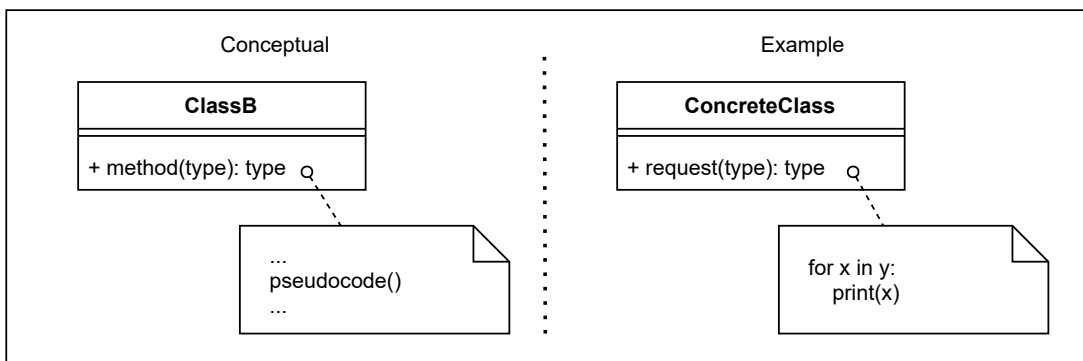 Conceptual
ClassB
+ method(type): type
...
pseudocode()
...
Example
ConcreteClass
+ request(type): type
for x in y:
print(x)